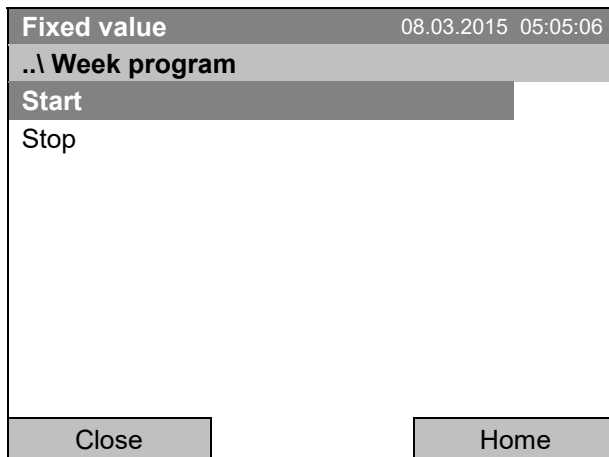 Fixed value 08.03.2015 05:05:06
..\ Week program
Start
Stop
Close Home